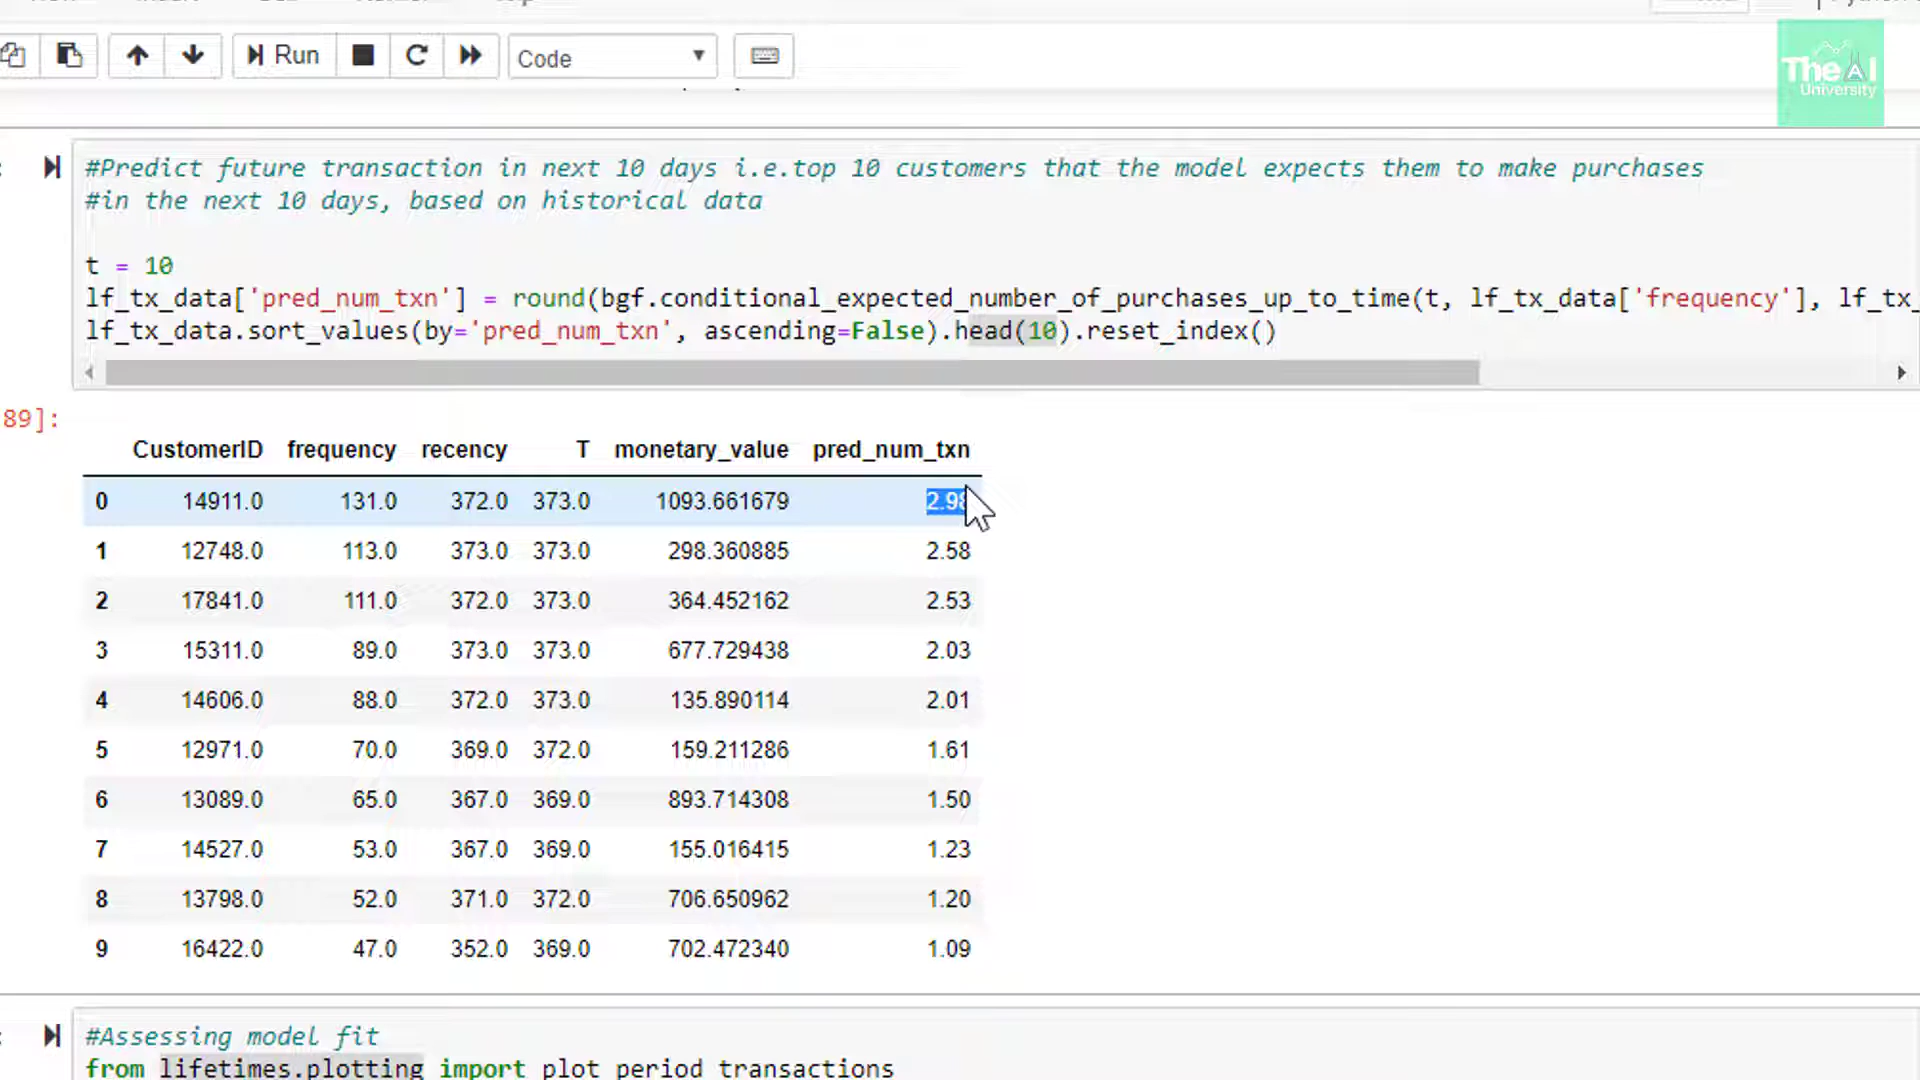 Run
Code
The AI
University
#Predict future transaction in next 10 days i.e.top 10 customers that the model expects them to make purchases
#in the next 10 days, based on historical data
t = 10
lf_tx_data['pred_num_txn'] = round(bgf.conditional_expected_number_of_purchases_up_to_time(t, lf_tx_data['frequency'], lf_tx_
lf_tx_data.sort_values(by='pred_num_txn', ascending=False).head(10).reset_index()
89]:
CustomerID frequency recency T monetary_value pred_num_txn
0 14911.0 131.0 372.0 373.0 1093.661679 2.98
1 12748.0 113.0 373.0 373.0 298.360885 2.58
2 17841.0 111.0 372.0 373.0 364.452162 2.53
3 15311.0 89.0 373.0 373.0 677.729438 2.03
4 14606.0 88.0 372.0 373.0 135.890114 2.01
5 12971.0 70.0 369.0 372.0 159.211286 1.61
6 13089.0 65.0 367.0 369.0 893.714308 1.50
7 14527.0 53.0 367.0 369.0 155.016415 1.23
8 13798.0 52.0 371.0 372.0 706.650962 1.20
9 16422.0 47.0 352.0 369.0 702.472340 1.09
#Assessing model fit
from lifetimes.plotting import plot_period_transactions